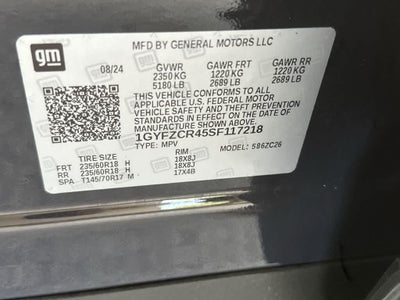 gm
MFD BY GENERAL MOTORS LLC
08/24 GVWR GAWR FRT GAWR RR
2350 KG 1220 KG 1220 KG
5180 LB 2689 LB 2689 LB
THIS VEHICLE CONFORMS TO ALL APPLICABLE
U.S. FEDERAL MOTOR VEHICLE SAFETY
VEHICLE SAFETY AND THEFT PREVENTION
STANDARDS IN EFFECT ON THE DATE OF
MANUFACTURE SHOWN ABOVE.
1GYFZCR45SF117218
TYPE: MPV MODEL: 586ZC26
TIRE SIZE RIM
FRT 235/60R18 H 18X8J
RR 235/60R18 H 18X8J
SPA T145/70R17 M 17X4B